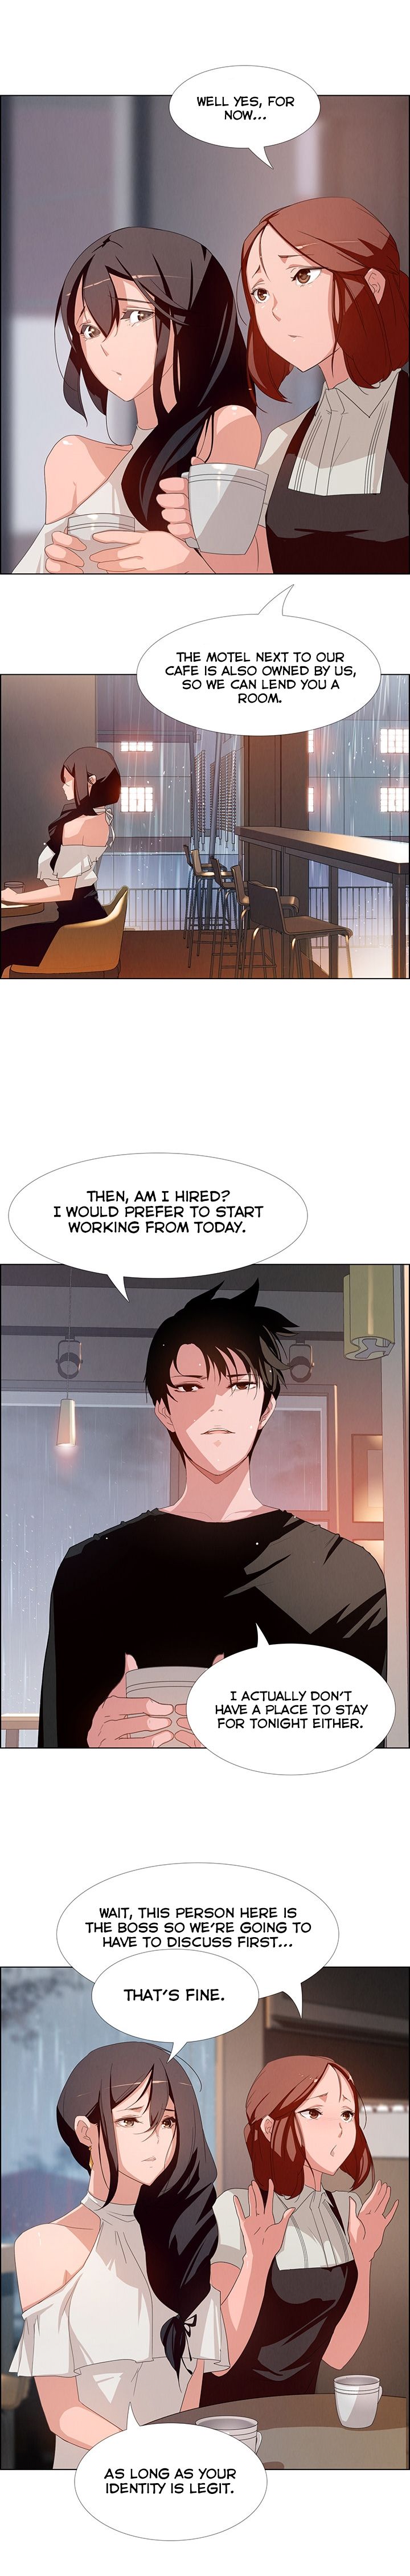 WELL YES, FOR
NOW...
THE MOTEL NEXT TO OUR
CAFE IS ALSO OWNED BY US,
SO WE CAN LEND YOU A
ROOM.
THEN, AM I HIRED?
I WOULD PREFER TO START
WORKING FROM TODAY.
I ACTUALLY DON'T
HAVE A PLACE TO STAY
FOR TONIGHT EITHER.
WAIT, THIS PERSON HERE IS
THE BOSS SO WE'RE GOING TO
HAVE TO DISCUSS FIRST...
THAT'S FINE.
AS LONG AS YOUR
IDENTITY IS LEGIT.